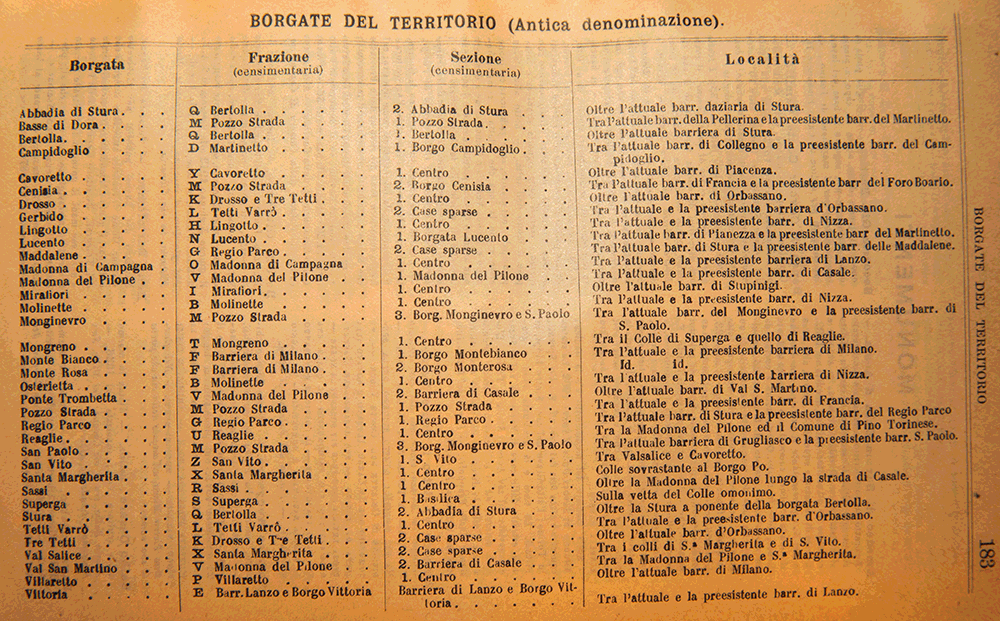 BORGATE DEL TERRITORIO (Antica denominazione).
Borgata Frazione (censimentaria) Sezione (censimentaria) Località
Abbadia di Stura . . . Q Bertolla . . . . . . 2. Abbadia di Stura . . . Oltre l'attuale barr. daziaria di Stura.
Basse di Dora . . . . M Pozzo Strada . . . . 1. Pozzo Strada . . . . Tra l'attuale barr. della Pellerina e la preesistente barr. del Martinetto.
Bertolla . . . . . . Q Bertolla . . . . . . 1. Bertolla . . . . . Oltre l'attuale barriera di Stura.
Campidoglio . . . . D Martinetto . . . . . 1. Borgo Campidoglio . . . Tra l'attuale barr. di Collegno e la preesistente barr. del Cam-
pidoglio.
Cavoretto . . . . . Y Cavoretto . . . . . 1. Centro . . . . . Oltre l'attuale barr. di Piacenza.
Cenisia . . . . . . M Pozzo Strada . . . . 2. Borgo Cenisia . . . . Tra l'attuale barr. di Francia e la preesistente barr del Foro Boario.
Drosso . . . . . . K Drosso e Tre Tetti . . . 1. Centro . . . . . Oltre l'attuale barr. di Orbassano.
Gerbido . . . . . . L Tetti Varrò . . . . . 2. Case sparse . . . . Tra l'attuale e la preesistente barriera d'Orbassano.
Lingotto . . . . . . H Lingotto . . . . . . 1. Centro . . . . . Tra l'attuale e la preesistente barr. di Nizza.
Lucento . . . . . . N Lucento . . . . . . 1. Borgata Lucento . . . Tra l'attuale barr. di Pianezza e la preesistente barr del Martinetto.
Maddalene . . . . . G Regio Parco . . . . . 2. Case sparse . . . . Tra l'attuale barr. di Stura e la preesistente barr. delle Maddalene.
Madonna di Campagna . O Madonna di Campagna 1. Centro . . . . . Tra l'attuale e la preesistente barriera di Lanzo.
Madonna del Pilone . . V Madonna del Pilone . . 1. Madonna del Pilone . . Tra l'attuale e la preesistente barr. di Casale.
Mirafiori . . . . . . I Mirafiori . . . . . . 1. Centro . . . . . Oltre l'attuale barr. di Stupinigi.
Molinette . . . . . . B Molinette . . . . . . 1. Centro . . . . . Tra l'attuale e la preesistente barr. di Nizza.
Monginevro . . . . . M Pozzo Strada . . . . 3. Borg. Monginevro e S. Paolo Tra l'attuale barr. del Monginevro e la preesistente barr. di
S. Paolo.
Mongreno . . . . . . T Mongreno . . . . . . 1. Centro . . . . . Tra il Colle di Superga e quello di Reaglie.
Monte Bianco . . . . F Barriera di Milano . . . 1. Borgo Montebianco . . Tra l'attuale e la preesistente barriera di Milano.
Monte Rosa . . . . . F Barriera di Milano . . . 2. Borgo Monterosa . . . Id. id.
Osterietta . . . . . B Molinette . . . . . . 1. Centro . . . . . Tra l'attuale e la preesistente barriera di Nizza.
Ponte Trombetta . . . V Madonna del Pilone . . 2. Barriera di Casale . . . Oltre l'attuale barr. di Val S. Martino.
Pozzo Strada . . . . M Pozzo Strada . . . . 1. Pozzo Strada . . . . Tra l'attuale e la preesistente barr. di Francia.
Regio Parco . . . . . G Regio Parco . . . . . 1. Regio Parco . . . . Tra l'attuale barr. di Stura e la preesistente barr. del Regio Parco
Reaglie . . . . . . U Reaglie . . . . . . 1. Centro . . . . . Tra la Madonna del Pilone ed il Comune di Pino Torinese.
San Paolo . . . . . M Pozzo Strada . . . . 3. Borg. Monginevro e S. Paolo Tra l'attuale barriera di Grugliasco e la preesistente barr. S. Paolo.
San Vito . . . . . . Z San Vito . . . . . . 1. S Vito . . . . . Tra Valsalice e Cavoretto.
Santa Margherita . . . X Santa Margherita . . . 1. Centro . . . . . Colle sovrastante al Borgo Po.
Sassi . . . . . . . R Sassi . . . . . . . 1. Centro . . . . . Oltre la Madonna del Pilone lungo la strada di Casale.
Superga . . . . . . S Superga . . . . . . 1. Basilica . . . . . Sulla vetta del Colle omonimo.
Stura . . . . . . . Q Bertolla . . . . . . 2. Abbadia di Stura . . . Oltre la Stura a ponente della borgata Bertolla.
Tetti Varrò . . . . . L Tetti Varrò . . . . . 1. Centro . . . . . Tra l'attuale e la preesistente barr. d'Orbassano.
Tre Tetti . . . . . . K Drosso e Tre Tetti . . . 2. Case sparse . . . . Oltre l'attuale barr. d'Orbassano.
Val Salice . . . . . X Santa Margherita . . . 2. Case sparse . . . . Tra i colli di S.ª Margherita e di S. Vito.
Val San Martino . . . V Madonna del Pilone . . 2. Barriera di Casale . . . Tra la Madonna del Pilone e S.ª Margherita.
Villaretto . . . . . P Villaretto . . . . . 1. Centro . . . . . Oltre l'attuale barr. di Milano.
Vittoria . . . . . . E Barr. Lanzo e Borgo Vittoria Barriera di Lanzo e Borgo Vit-
toria . . . . . . Tra l'attuale e la preesistente barr. di Lanzo.
BORGATE DEL TERRITORIO
183